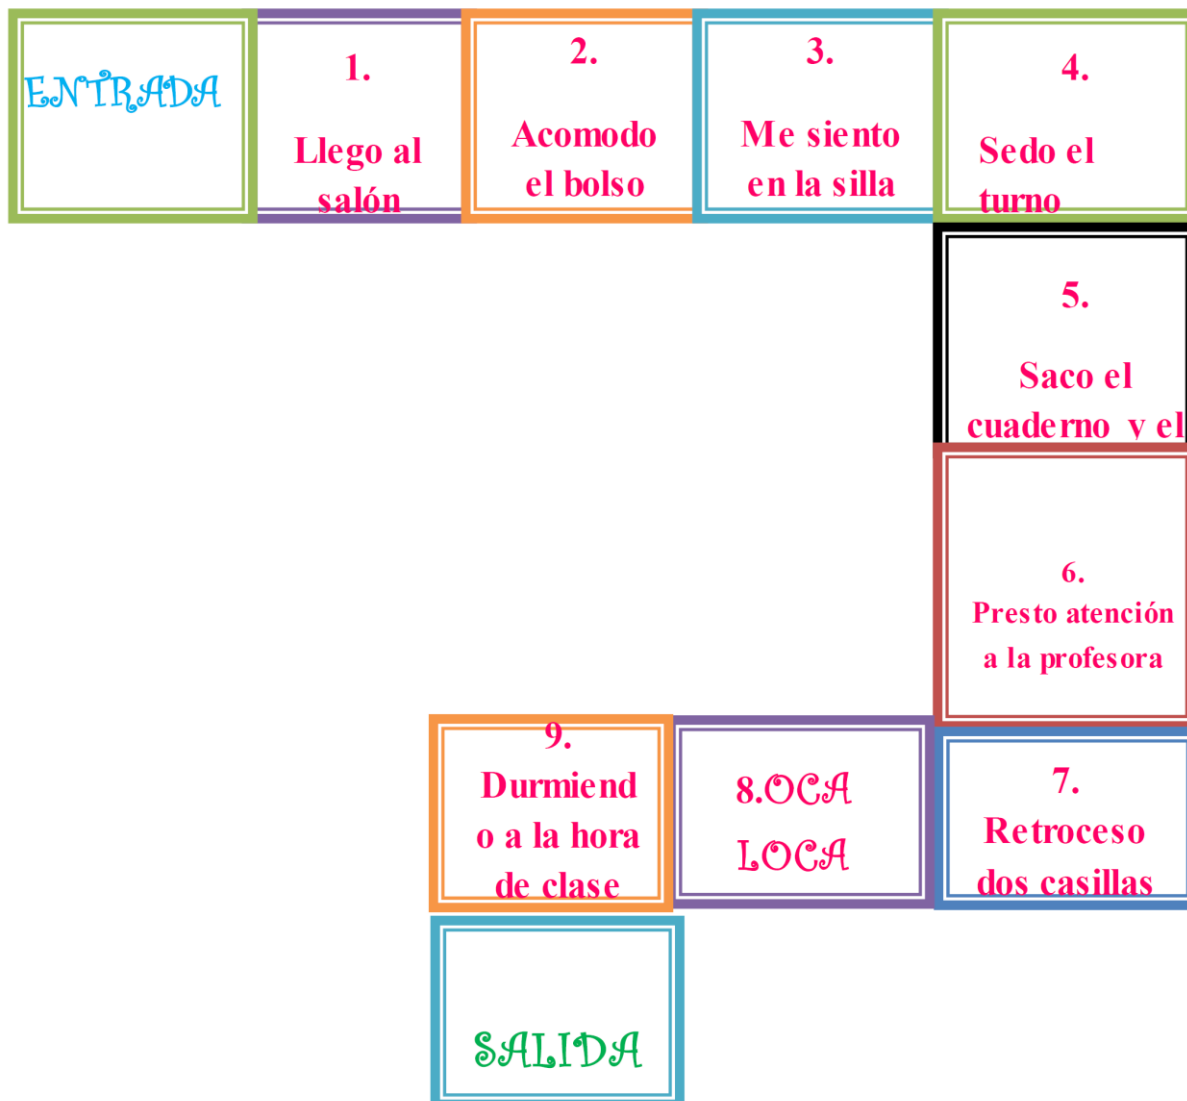 ENTRADA
1.
Llego al
salón
2.
Acomodo
el bolso
3.
Me siento
en la silla
4.
Sedo el
turno
5.
Saco el
cuaderno y el
6.
Presto atención
a la profesora
7.
Retroceso
dos casillas
8.OCA
LOCA
9.
Durmiend
o a la hora
de clase
SALIDA